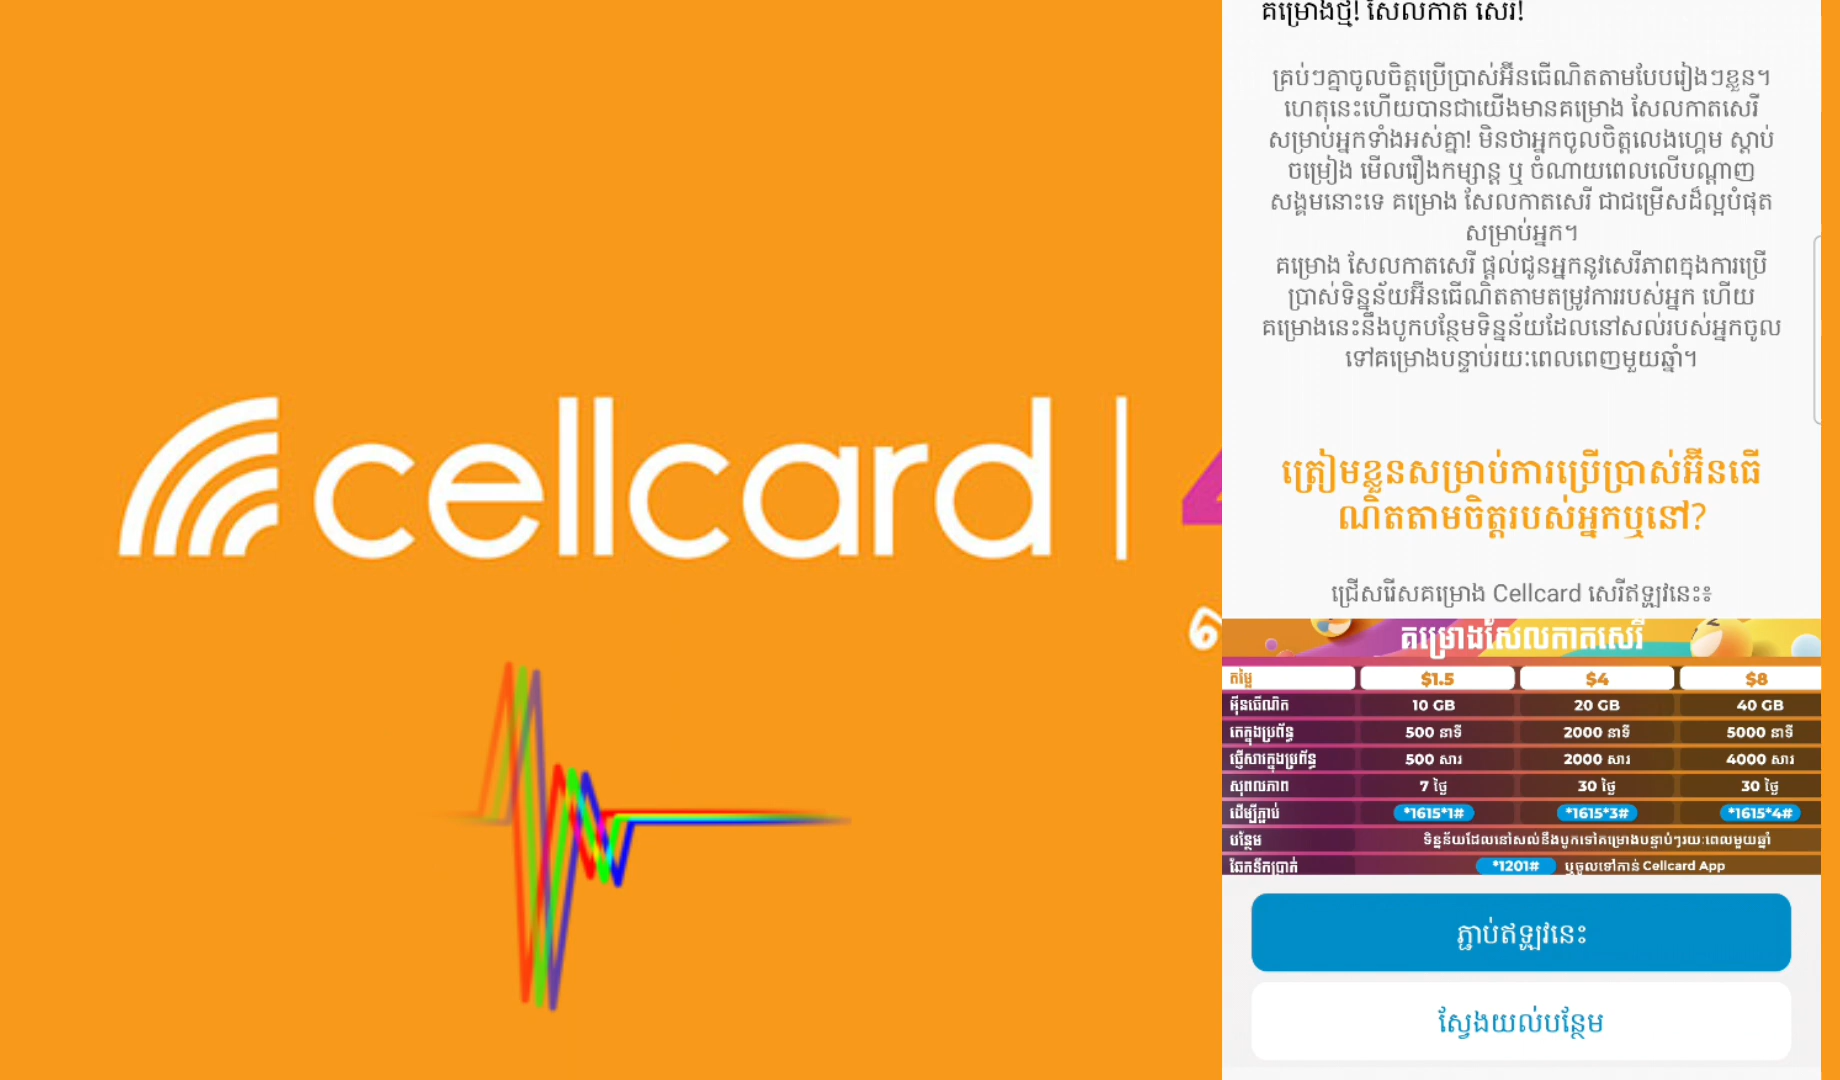 cellcard |
គម្រោងថ្មី! សែលកាត សេរី!
គ្រប់ៗគ្នាចូលចិត្តប្រើប្រាស់អ៊ីនធើណិតតាមបែបរៀងៗខ្លួន។
ហេតុនេះហើយបានជាយើងមានគម្រោង សែលកាតសេរី
សម្រាប់អ្នកទាំងអស់គ្នា! មិនថាអ្នកចូលចិត្តលេងហ្គេម ស្តាប់
ចម្រៀង មើលរឿងកម្សាន្ត ឬ ចំណាយពេលលើបណ្តាញ
សង្គមនោះទេ គម្រោង សែលកាតសេរី ជាជម្រើសដ៏ល្អបំផុត
សម្រាប់អ្នក។
គម្រោង សែលកាតសេរី ផ្តល់ជូនអ្នកនូវសេរីភាពក្នុងការប្រើ
ប្រាស់ទិន្នន័យអ៊ីនធើណិតតាមតម្រូវការរបស់អ្នក ហើយ
គម្រោងនេះនឹងបូកបន្ថែមទិន្នន័យដែលនៅសល់របស់អ្នកចូល
ទៅគម្រោងបន្ទាប់រយៈពេលពេញមួយឆ្នាំ។
ត្រៀមខ្លួនសម្រាប់ការប្រើប្រាស់អ៊ីនធើ
ណិតតាមចិត្តរបស់អ្នកឬនៅ?
ជ្រើសរើសគម្រោង Cellcard សេរីឥឡូវនេះ៖
គម្រោងសែលកាតសេរី
តម្លៃ $1.5 $4 $8
អ៊ីនធើណិត 10 GB 20 GB 40 GB
តេក្នុងប្រព័ន្ធ 500 នាទី 2000 នាទី 5000 នាទី
ផ្ញើសារក្នុងប្រព័ន្ធ 500 សារ 2000 សារ 4000 សារ
សុពលភាព 7 ថ្ងៃ 30 ថ្ងៃ 30 ថ្ងៃ
ដើម្បីភ្ជាប់ *1615*1# *1615*3# *1615*4#
បន្ថែម ទិន្នន័យដែលនៅសល់នឹងបូកទៅគម្រោងបន្ទាប់ៗរយៈពេលមួយឆ្នាំ
ឆែកទឹកប្រាក់ *1201# ឬចូលទៅកាន់ Cellcard App
ភ្ជាប់ឥឡូវនេះ
ស្វែងយល់បន្ថែម